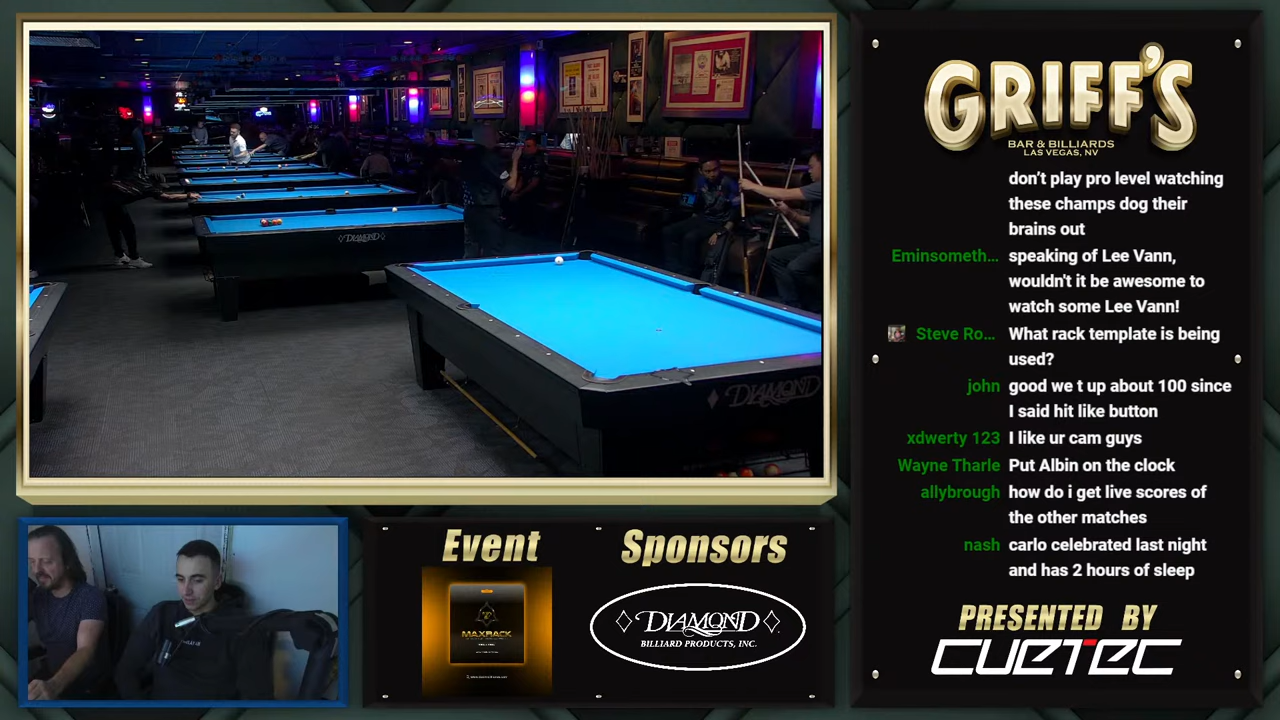 GRIFF'S
BAR & BILLIARDS
LAS VEGAS, NV
don't play pro level watching
these champs dog their
brains out
Eminsometh... speaking of Lee Vann,
wouldn't it be awesome to
watch some Lee Vann!
Steve Ro... What rack template is being
used?
john good we t up about 100 since
I said hit like button
xdwerty 123 I like ur cam guys
Wayne Tharle Put Albin on the clock
allybrough how do i get live scores of
the other matches
nash carlo celebrated last night
and has 2 hours of sleep
PRESENTED BY
CUETEC
DIAMOND
DIAMOND
Event Sponsors
MAXRACK
DIAMOND
BILLIARD PRODUCTS, INC.